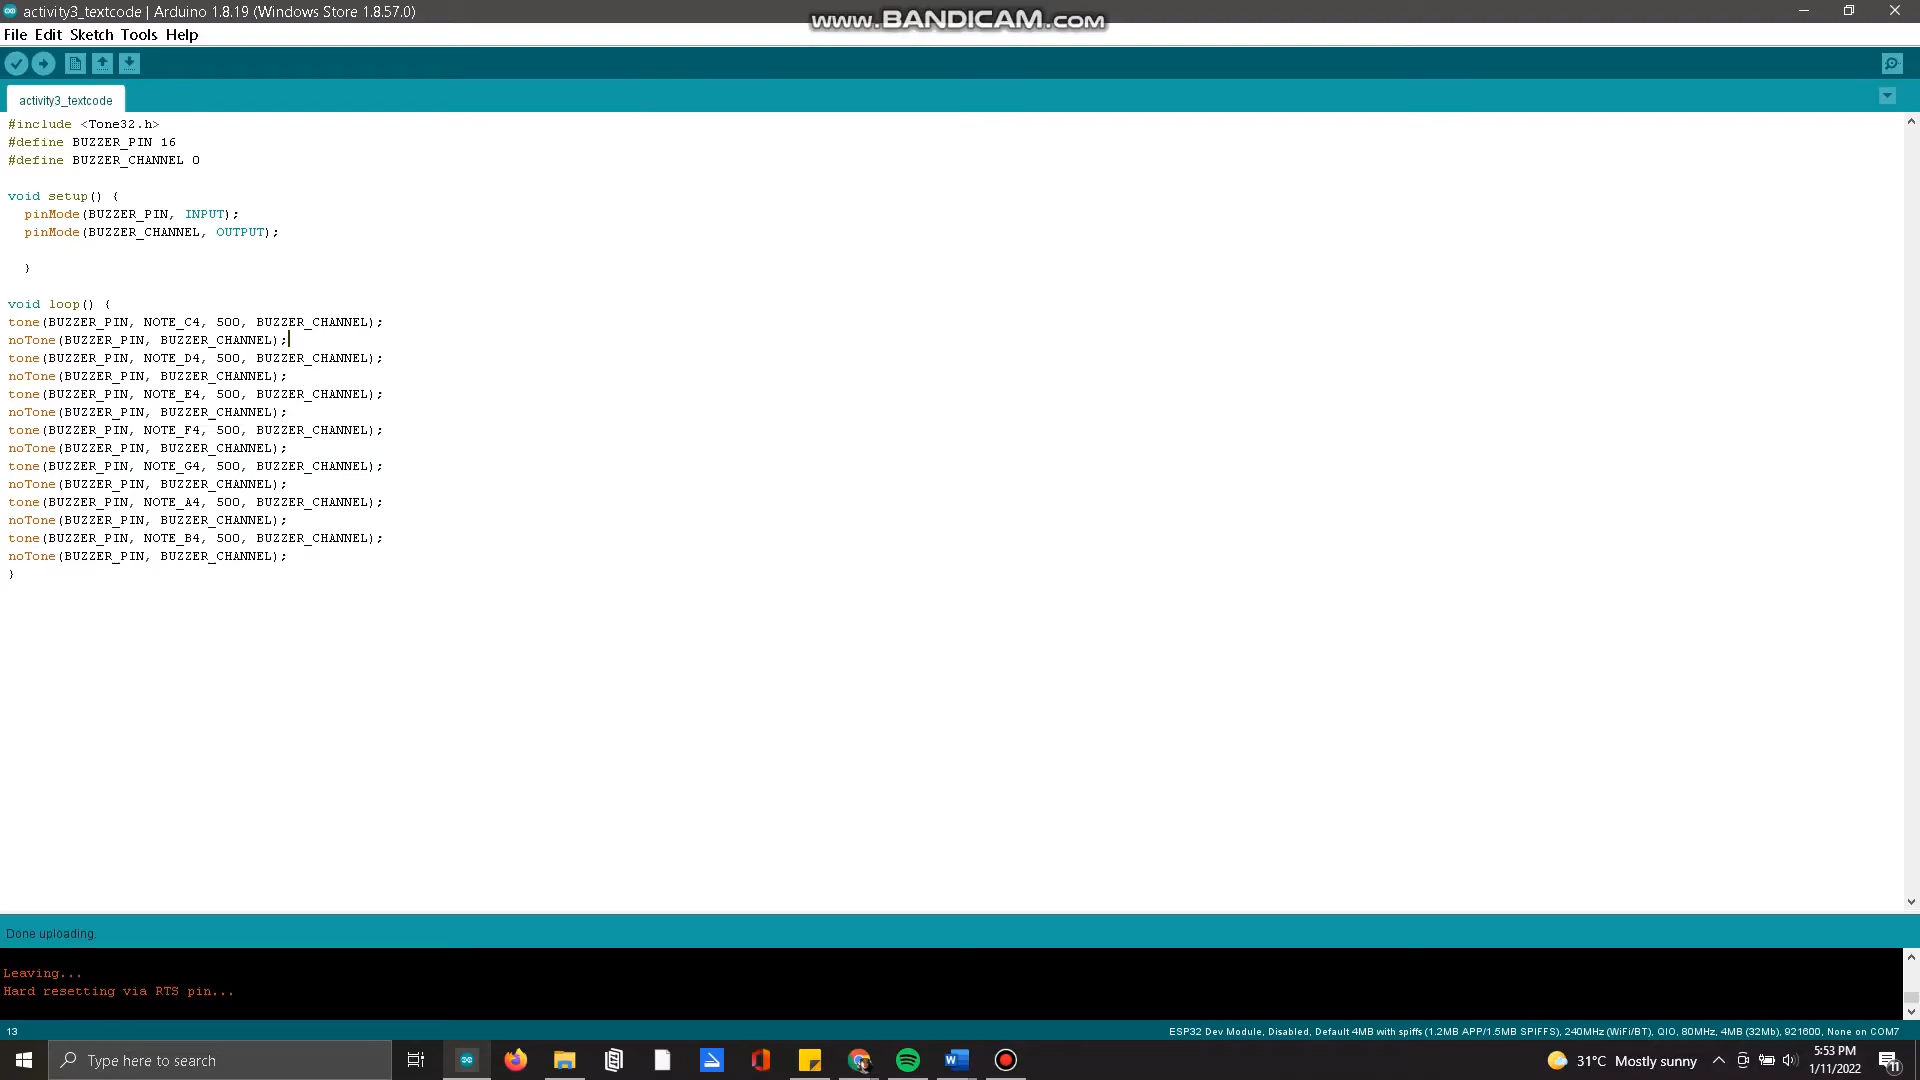 activity3_textcode | Arduino 1.8.19 (Windows Store 1.8.57.0)
www.BANDICAM.com
File Edit Sketch Tools Help
activity3_textcode
#include <Tone32.h>
#define BUZZER_PIN 16
#define BUZZER_CHANNEL 0
void setup() {
pinMode(BUZZER_PIN, INPUT);
pinMode(BUZZER_CHANNEL, OUTPUT);
}
void loop() {
tone(BUZZER_PIN, NOTE_C4, 500, BUZZER_CHANNEL);
noTone(BUZZER_PIN, BUZZER_CHANNEL);
tone(BUZZER_PIN, NOTE_D4, 500, BUZZER_CHANNEL);
noTone(BUZZER_PIN, BUZZER_CHANNEL);
tone(BUZZER_PIN, NOTE_E4, 500, BUZZER_CHANNEL);
noTone(BUZZER_PIN, BUZZER_CHANNEL);
tone(BUZZER_PIN, NOTE_F4, 500, BUZZER_CHANNEL);
noTone(BUZZER_PIN, BUZZER_CHANNEL);
tone(BUZZER_PIN, NOTE_G4, 500, BUZZER_CHANNEL);
noTone(BUZZER_PIN, BUZZER_CHANNEL);
tone(BUZZER_PIN, NOTE_A4, 500, BUZZER_CHANNEL);
noTone(BUZZER_PIN, BUZZER_CHANNEL);
tone(BUZZER_PIN, NOTE_B4, 500, BUZZER_CHANNEL);
noTone(BUZZER_PIN, BUZZER_CHANNEL);
}
Done uploading.
Leaving...
Hard resetting via RTS pin...
13
ESP32 Dev Module, Disabled, Default 4MB with spiffs (1.2MB APP/1.5MB SPIFFS), 240MHz (WiFi/BT), QIO, 80MHz, 4MB (32Mb), 921600, None on COM7
Type here to search
31°C Mostly sunny
5:53 PM
1/11/2022
11